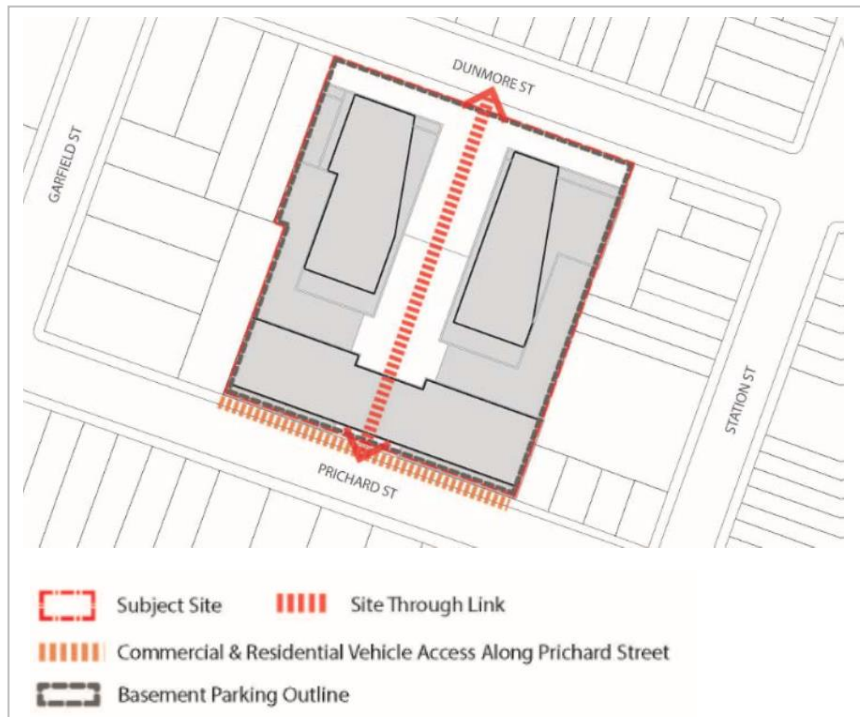 DUNMORE ST
GARFIELD ST
STATION ST
PRICHARD ST
Subject Site
Site Through Link
Commercial & Residential Vehicle Access Along Prichard Street
Basement Parking Outline